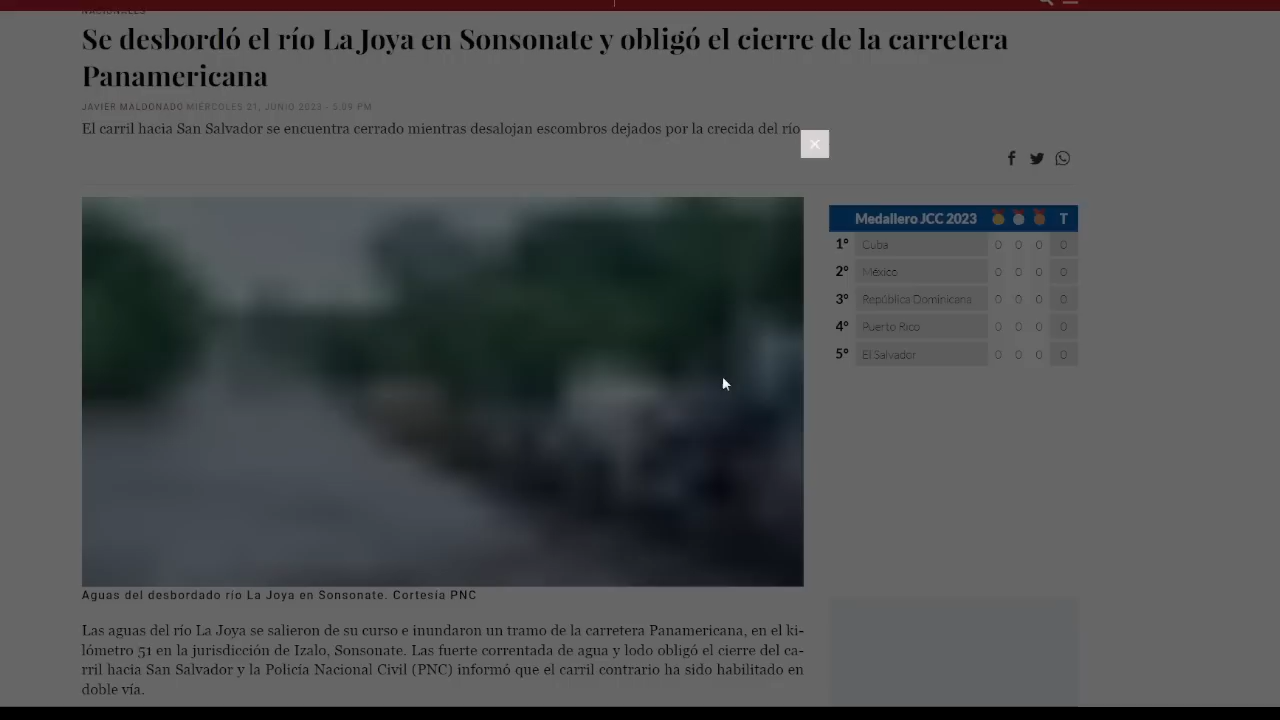 NACIONALES
Se desbordó el río La Joya en Sonsonate y obligó el cierre de la carretera
Panamericana
JAVIER MALDONADO MIÉRCOLES 21, JUNIO 2023 - 5:09 PM
El carril hacia San Salvador se encuentra cerrado mientras desalojan escombros dejados por la crecida del río.
Medallero JCC 2023 T
1° Cuba 0 0 0 0
2° México 0 0 0 0
3° República Dominicana 0 0 0 0
4° Puerto Rico 0 0 0 0
5° El Salvador 0 0 0 0
Aguas del desbordado río La Joya en Sonsonate. Cortesía PNC
Las aguas del río La Joya se salieron de su curso e inundaron un tramo de la carretera Panamericana, en el ki-
lómetro 51 en la jurisdicción de Izalo, Sonsonate. Las fuerte correntada de agua y lodo obligó el cierre del ca-
rril hacia San Salvador y la Policía Nacional Civil (PNC) informó que el carril contrario ha sido habilitado en
doble vía.